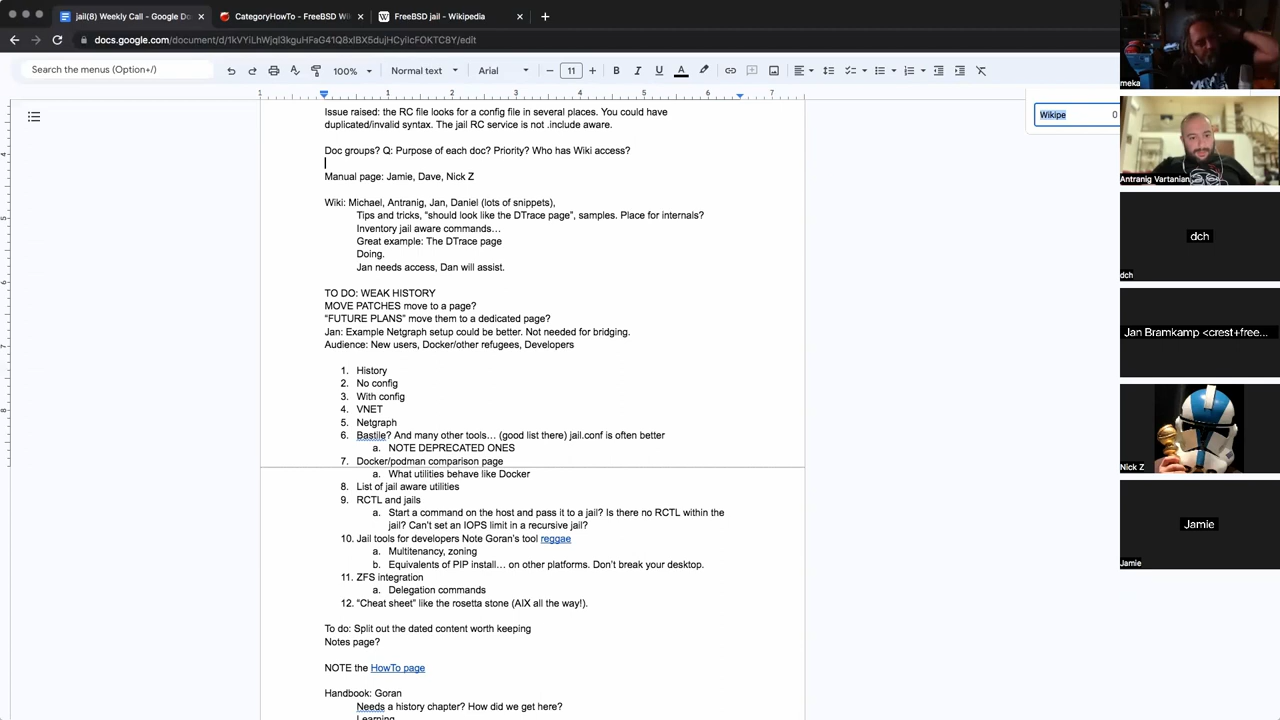 jail(8) Weekly Call - Google Do
CategoryHowTo - FreeBSD Wi
FreeBSD jail - Wikipedia
docs.google.com/document/d/1kVYiLhWjql3kguHFaG41Q8xIBX5dujHCyiIcFOKTC8Y/edit
Search the menus (Option+/)
100%
Normal text
Arial
11
Issue raised: the RC file looks for a config file in several places. You could have
duplicated/invalid syntax. The jail RC service is not .include aware.
Doc groups? Q: Purpose of each doc? Priority? Who has Wiki access?
Manual page: Jamie, Dave, Nick Z
Wiki: Michael, Antranig, Jan, Daniel (lots of snippets),
Tips and tricks, “should look like the DTrace page”, samples. Place for internals?
Inventory jail aware commands…
Great example: The DTrace page
Doing.
Jan needs access, Dan will assist.
TO DO: WEAK HISTORY
MOVE PATCHES move to a page?
“FUTURE PLANS” move them to a dedicated page?
Jan: Example Netgraph setup could be better. Not needed for bridging.
Audience: New users, Docker/other refugees, Developers
1. History
2. No config
3. With config
4. VNET
5. Netgraph
6. Bastile? And many other tools… (good list there) jail.conf is often better
a. NOTE DEPRECATED ONES
7. Docker/podman comparison page
a. What utilities behave like Docker
8. List of jail aware utilities
9. RCTL and jails
a. Start a command on the host and pass it to a jail? Is there no RCTL within the
jail? Can’t set an IOPS limit in a recursive jail?
10. Jail tools for developers Note Goran’s tool reggae
a. Multitenancy, zoning
b. Equivalents of PIP install… on other platforms. Don’t break your desktop.
11. ZFS integration
a. Delegation commands
12. “Cheat sheet” like the rosetta stone (AIX all the way!).
To do: Split out the dated content worth keeping
Notes page?
NOTE the HowTo page
Handbook: Goran
Needs a history chapter? How did we get here?
Learning
Wikipe 0
meka
Antranig Vartanian
dch
dch
Jan Bramkamp <crest+free...
Nick Z
Jamie
Jamie